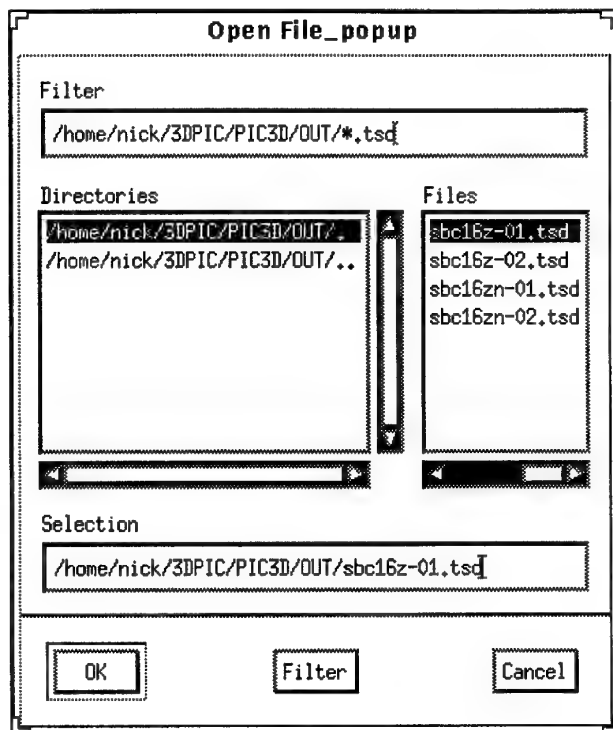 Open File_popup
Filter
/home/nick/3DPIC/PIC3D/OUT/*.tsd
Directories
Files
/home/nick/3DPIC/PIC3D/OUT/.
/home/nick/3DPIC/PIC3D/OUT/..
sbc16z-01.tsd
sbc16z-02.tsd
sbc16zn-01.tsd
sbc16zn-02.tsd
Selection
/home/nick/3DPIC/PIC3D/OUT/sbc16z-01.tsd
OK
Filter
Cancel